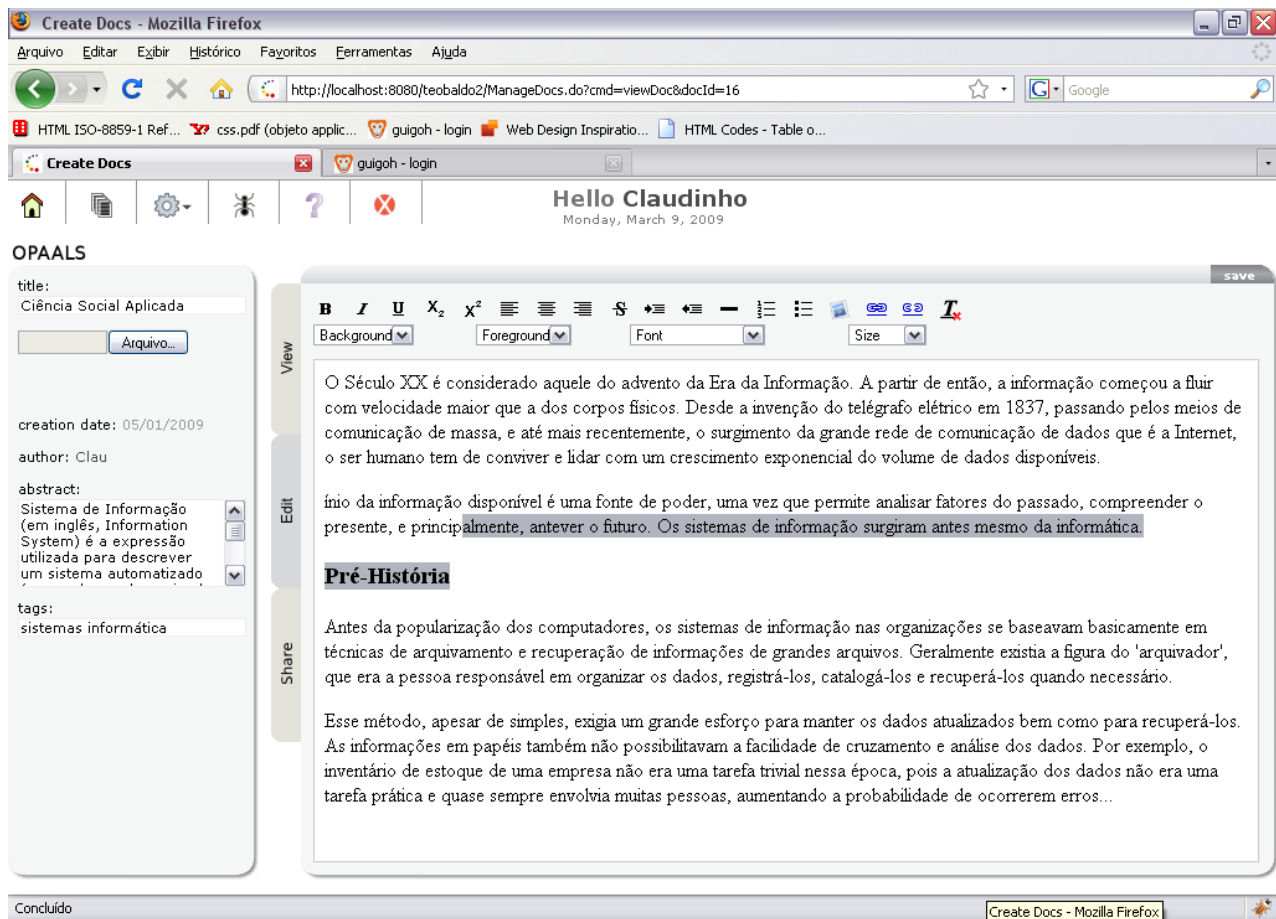 Create Docs - Mozilla Firefox
Arquivo Editar Exibir Histórico Favoritos Ferramentas Ajuda
http://localhost:8080/teobaldo2/ManageDocs.do?cmd=viewDoc&docId=16
G Google
HTML ISO-8859-1 Ref... css.pdf (objeto applic... guigoh - login Web Design Inspiratio... HTML Codes - Table o...
Create Docs guigoh - login
Hello Claudinho
Monday, March 9, 2009
OPAALS
save
title:
Ciência Social Aplicada
Arquivo...
creation date: 05/01/2009
author: Clau
abstract:
Sistema de Informação
(em inglês, Information
System) é a expressão
utilizada para descrever
um sistema automatizado
tags:
sistemas informática
View
Edit
Share
B I U X₂ X² S T
Background Foreground Font Size
O Século XX é considerado aquele do advento da Era da Informação. A partir de então, a informação começou a fluir
com velocidade maior que a dos corpos físicos. Desde a invenção do telégrafo elétrico em 1837, passando pelos meios de
comunicação de massa, e até mais recentemente, o surgimento da grande rede de comunicação de dados que é a Internet,
o ser humano tem de conviver e lidar com um crescimento exponencial do volume de dados disponíveis.
ínio da informação disponível é uma fonte de poder, uma vez que permite analisar fatores do passado, compreender o
presente, e principalmente, antever o futuro. Os sistemas de informação surgiram antes mesmo da informática.
Pré-História
Antes da popularização dos computadores, os sistemas de informação nas organizações se baseavam basicamente em
técnicas de arquivamento e recuperação de informações de grandes arquivos. Geralmente existia a figura do 'arquivador',
que era a pessoa responsável em organizar os dados, registrá-los, catalogá-los e recuperá-los quando necessário.
Esse método, apesar de simples, exigia um grande esforço para manter os dados atualizados bem como para recuperá-los.
As informações em papéis também não possibilitavam a facilidade de cruzamento e análise dos dados. Por exemplo, o
inventário de estoque de uma empresa não era uma tarefa trivial nessa época, pois a atualização dos dados não era uma
tarefa prática e quase sempre envolvia muitas pessoas, aumentando a probabilidade de ocorrerem erros...
Concluído
Create Docs - Mozilla Firefox